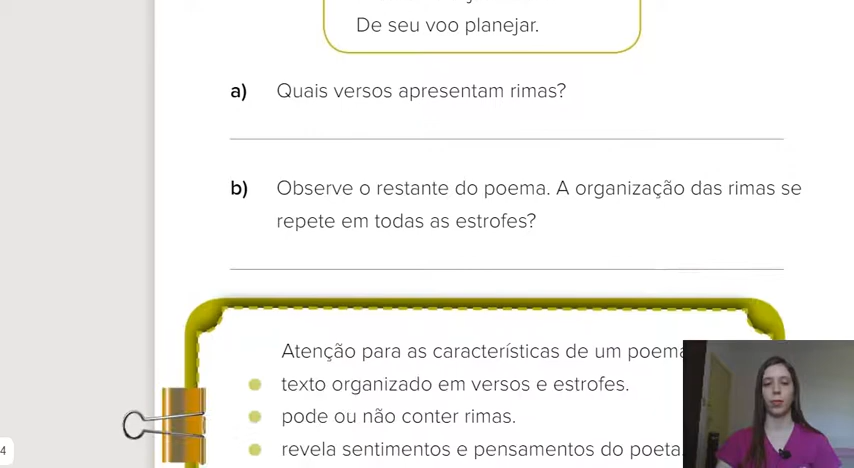 De seu voo planejar.
a) Quais versos apresentam rimas?
b) Observe o restante do poema. A organização das rimas se
repete em todas as estrofes?
Atenção para as características de um poema
texto organizado em versos e estrofes.
pode ou não conter rimas.
revela sentimentos e pensamentos do poeta
4